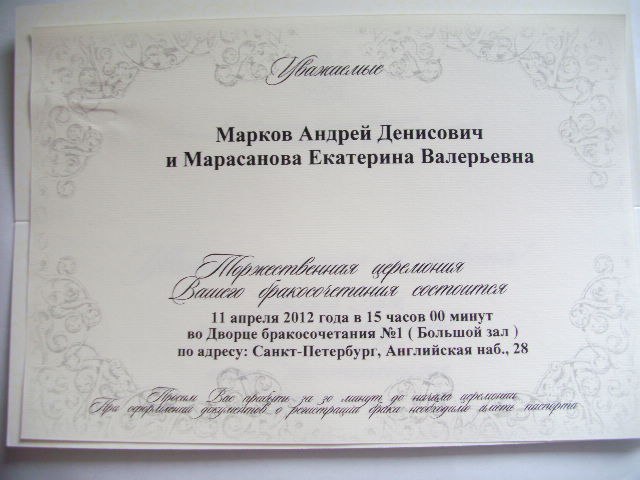 Уважаемые
Марков Андрей Денисович
и Марасанова Екатерина Валерьевна
Торжественная церемония
Вашего бракосочетания состоится
11 апреля 2012 года в 15 часов 00 минут
во Дворце бракосочетания №1 ( Большой зал )
по адресу: Санкт-Петербург, Английская наб., 28
Просим Вас прибыть за 30 минут до начала церемонии
При оформлении документов о регистрации брака необходимо иметь паспорта